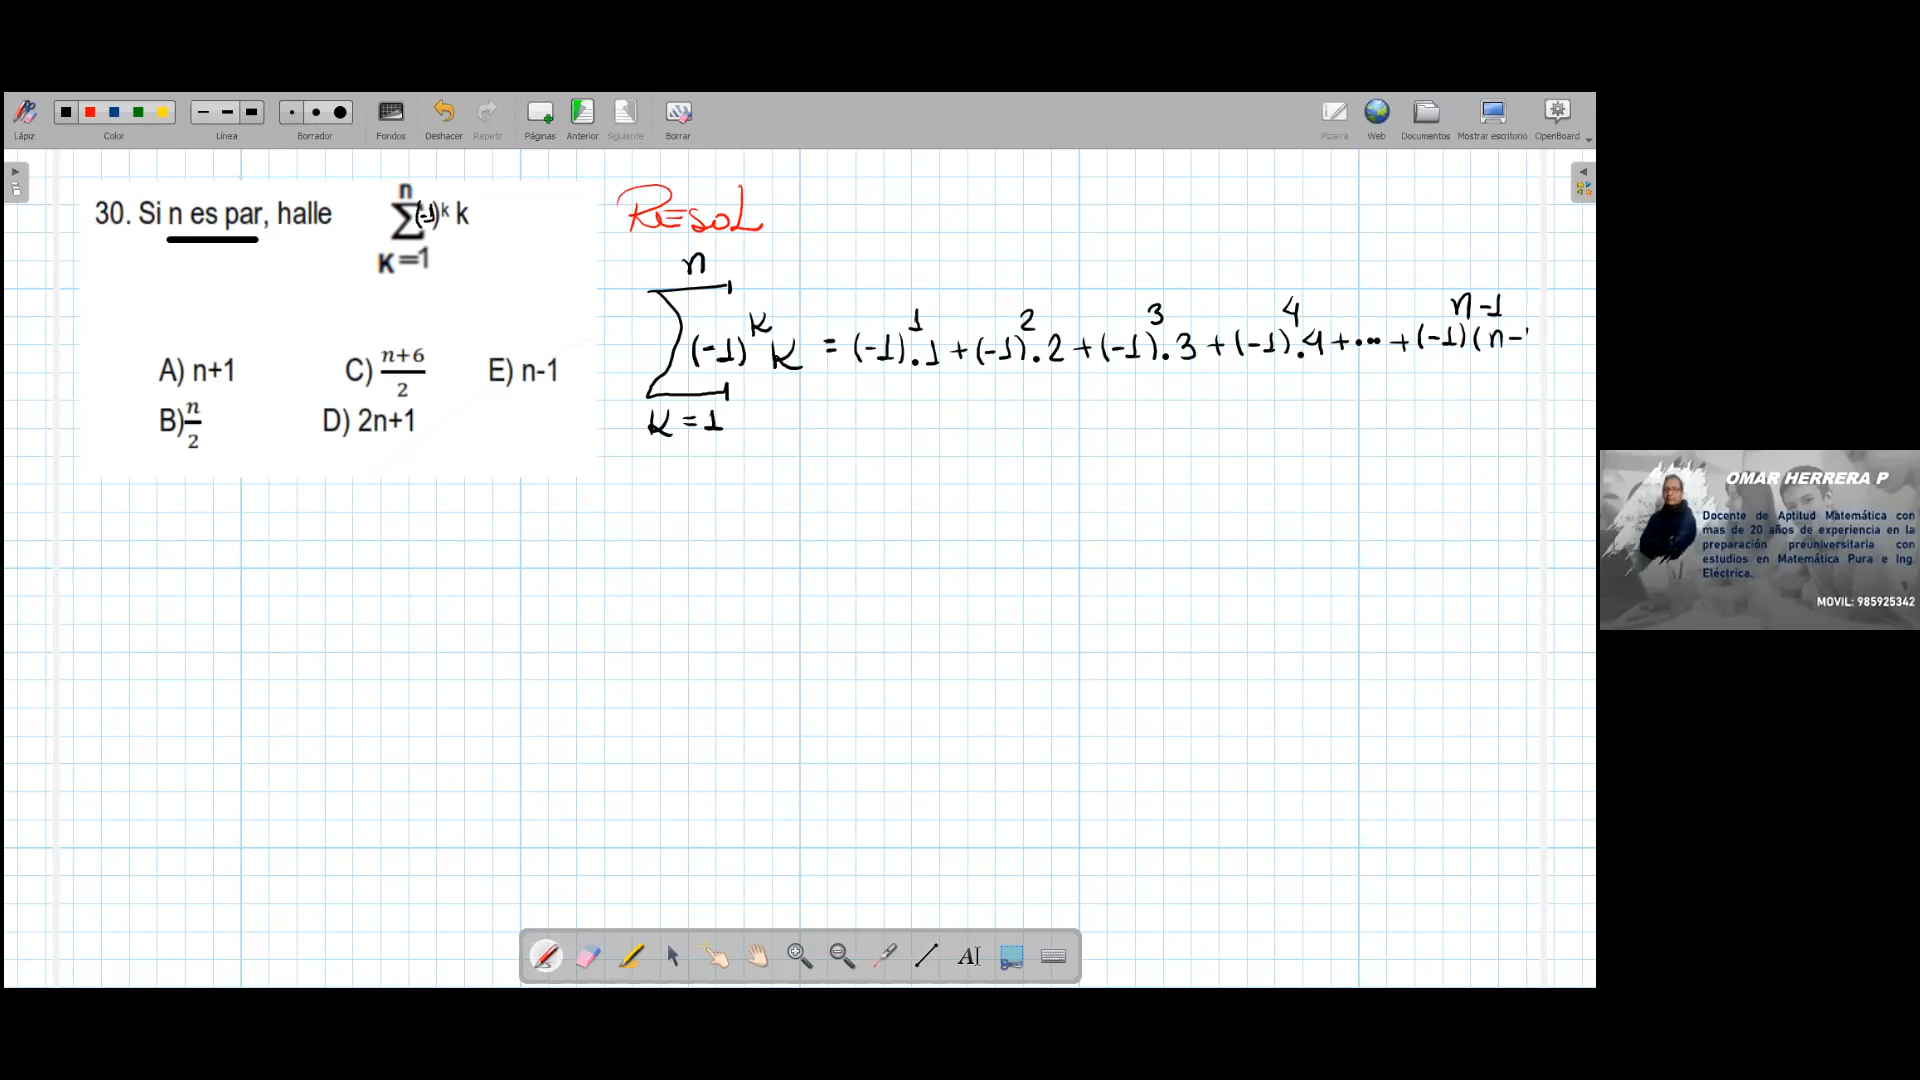 Lápiz
Color
Línea
Borrador
Fondos
Deshacer
Repetir
Páginas
Anterior
Siguiente
Borrar
Pizarra
Web
Documentos
Mostrar escritorio
OpenBoard
30. Si n es par, halle
n
∑(-1)ᵏ k
K=1
A) n+1
C) n+6/2
E) n-1
B) n/2
D) 2n+1
RESOL
n
∑ (-1)ᴷ K = (-1)¹.1 + (-1)².2 + (-1)³.3 + (-1)⁴.4 + ... + (-1)ⁿ⁻¹(n-
K=1
OMAR HERRERA P
Docente de Aptitud Matemática con
mas de 20 años de experiencia en la
preparación preuniversitaria con
estudios en Matemática Pura e Ing.
Eléctrica.
MOVIL: 985925342
AI